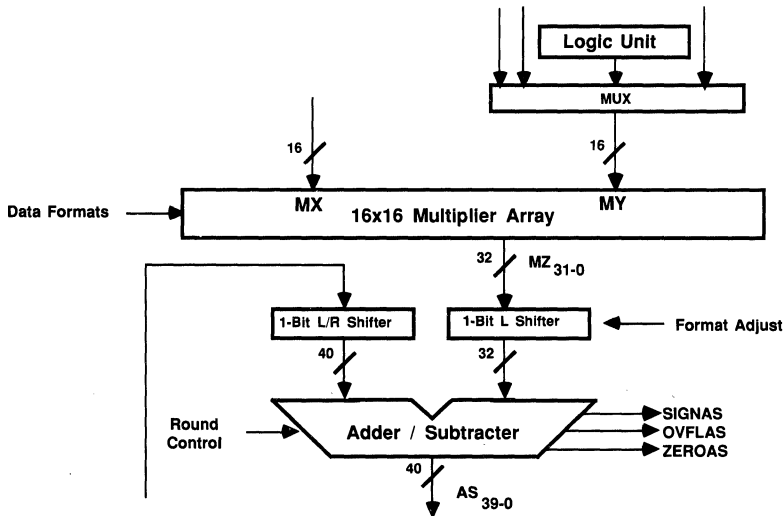 Logic Unit
MUX
16
16
MX
MY
Data Formats
16x16 Multiplier Array
32
MZ31-0
1-Bit L/R Shifter
1-Bit L Shifter
Format Adjust
40
32
Round
Control
Adder / Subtracter
SIGNAS
OVFLAS
ZEROAS
40
AS39-0